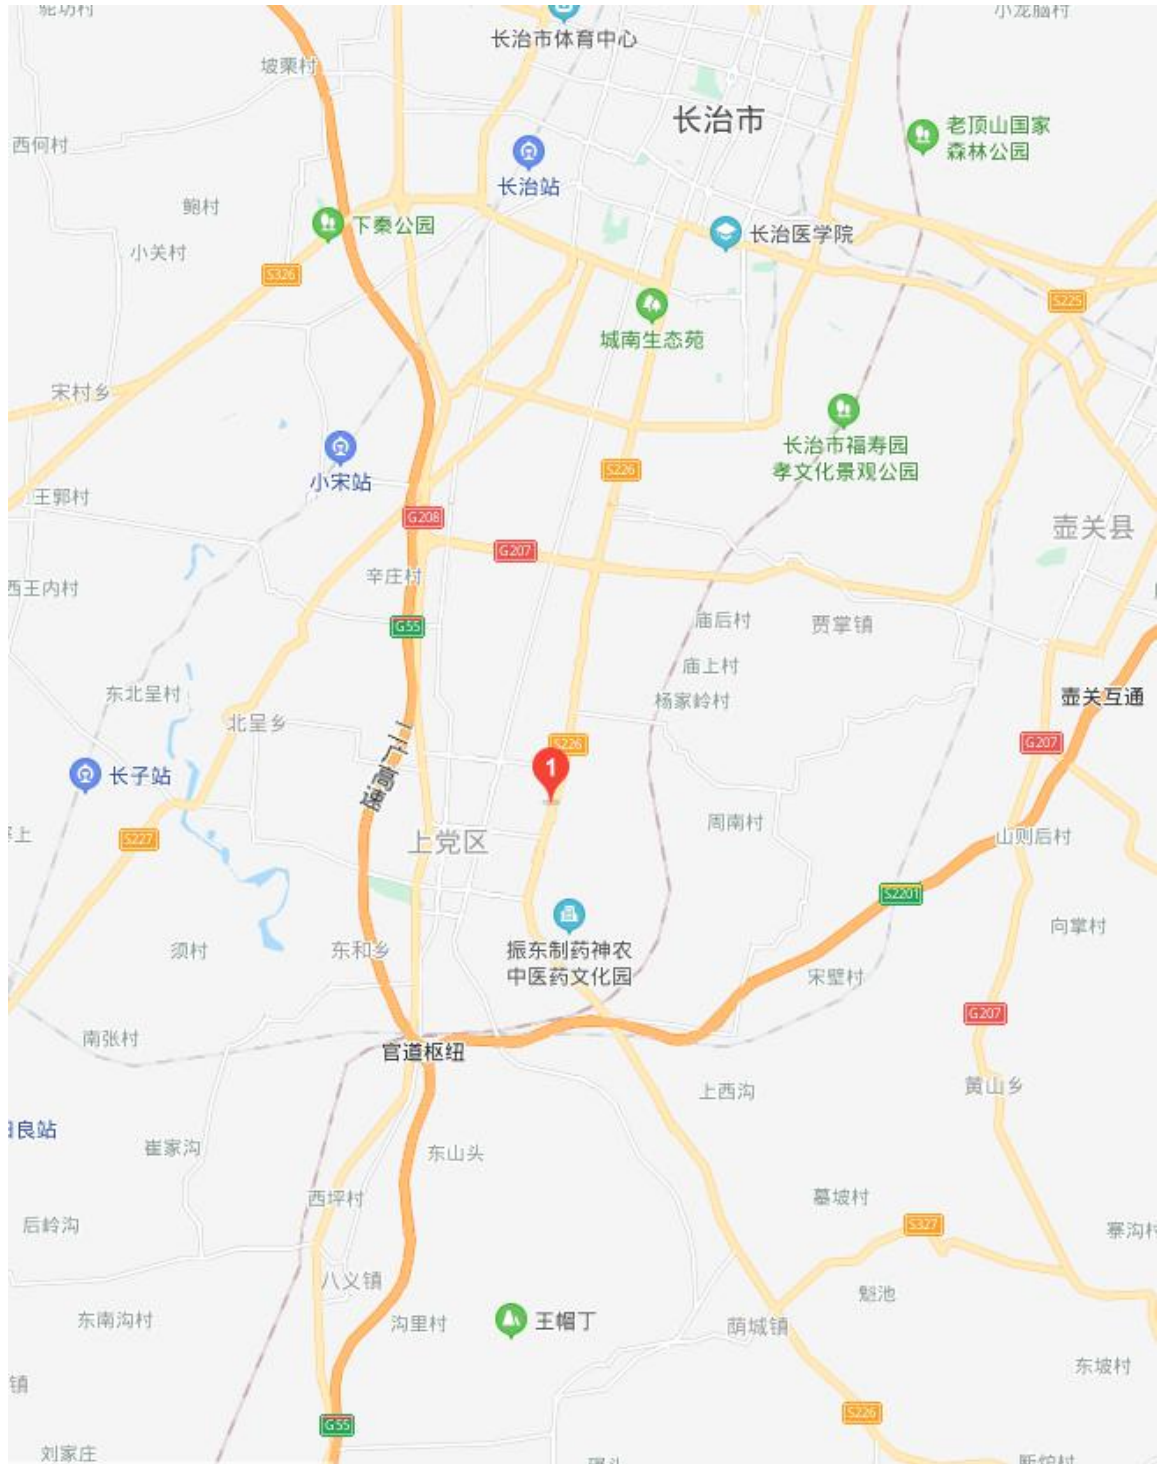 驼坊村
小龙脑村
长治市体育中心
坡栗村
长治市
老顶山国家
森林公园
西何村
长治站
鲍村
下秦公园
长治医学院
小关村
S326
S225
城南生态苑
宋村乡
长治市福寿园
孝文化景观公园
小宋站
S226
王郭村
G208
壶关县
G207
辛庄村
西王内村
G55
庙后村
贾掌镇
庙上村
东北呈村
杨家岭村
壶关互通
北呈乡
二广高速
S226
G207
1
长子站
周南村
S227
上党区
山则后村
S2201
振东制药神农
中医药文化园
向掌村
须村
东和乡
宋壁村
G207
南张村
官道枢纽
上西沟
黄山乡
良站
崔家沟
东山头
西坪村
墓坡村
后岭沟
S327
寨沟村
八义镇
魁池
东南沟村
沟里村
王帽丁
荫城镇
东坡村
镇
S226
G55
刘家庄